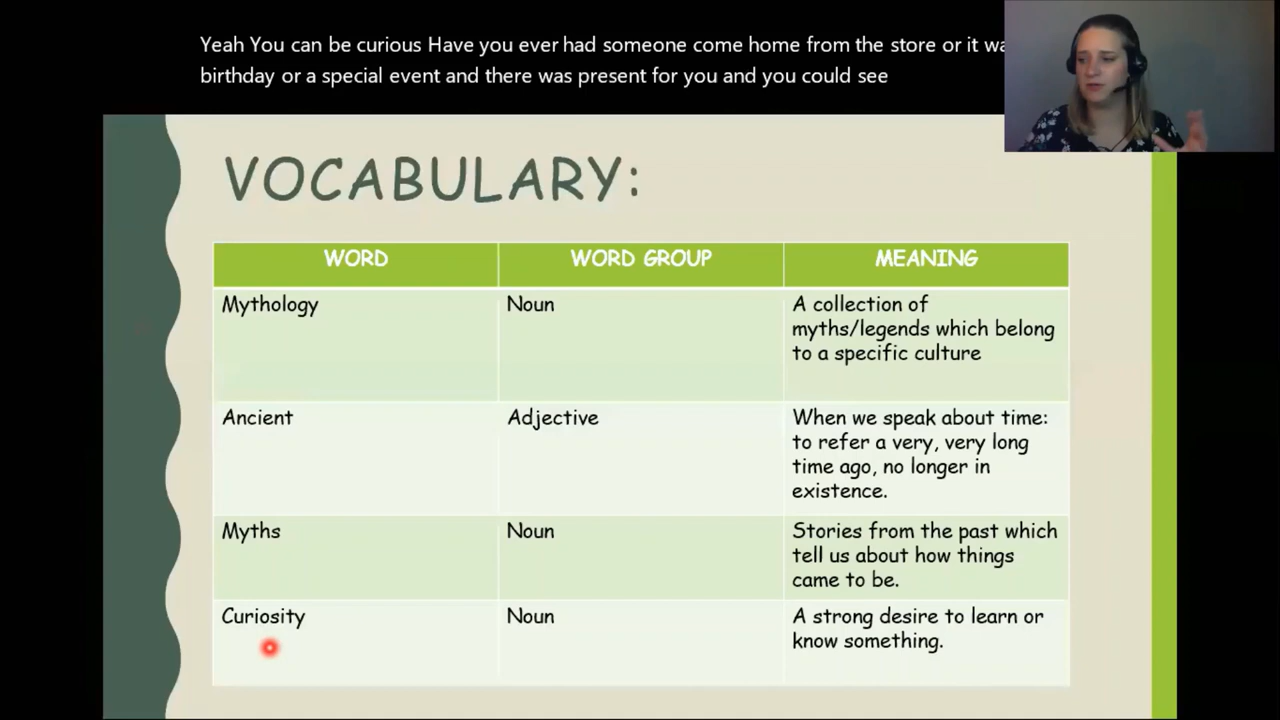 Yeah You can be curious Have you ever had someone come home from the store or it
birthday or a special event and there was present for you and you could see
VOCABULARY:
WORD WORD GROUP MEANING
Mythology Noun A collection of
myths/legends which belong
to a specific culture
Ancient Adjective When we speak about time:
to refer a very, very long
time ago, no longer in
existence.
Myths Noun Stories from the past which
tell us about how things
came to be.
Curiosity Noun A strong desire to learn or
know something.